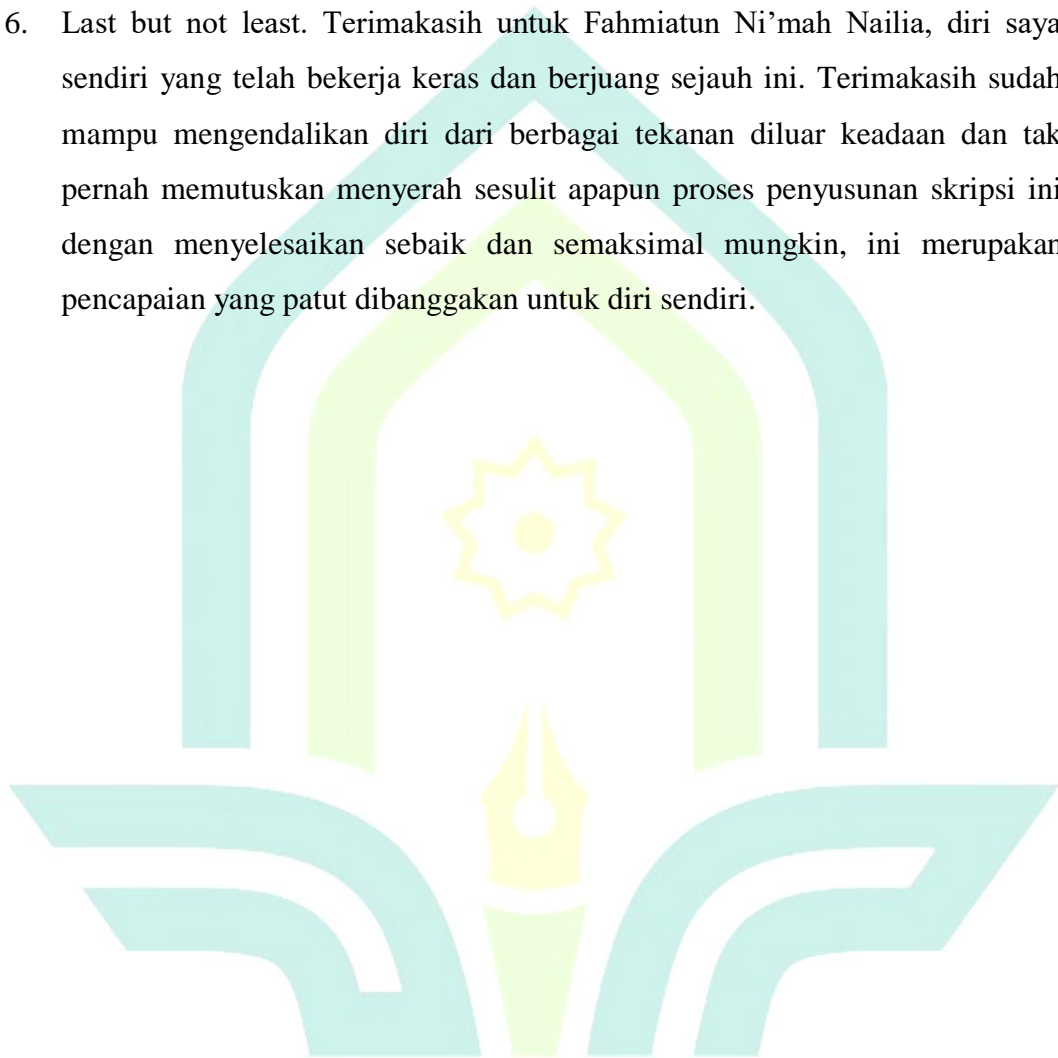 6. Last but not least. Terimakasih untuk Fahmiatun Ni’mah Nailia, diri saya
sendiri yang telah bekerja keras dan berjuang sejauh ini. Terimakasih sudah
mampu mengendalikan diri dari berbagai tekanan diluar keadaan dan tak
pernah memutuskan menyerah sesulit apapun proses penyusunan skripsi ini
dengan menyelesaikan sebaik dan semaksimal mungkin, ini merupakan
pencapaian yang patut dibanggakan untuk diri sendiri.